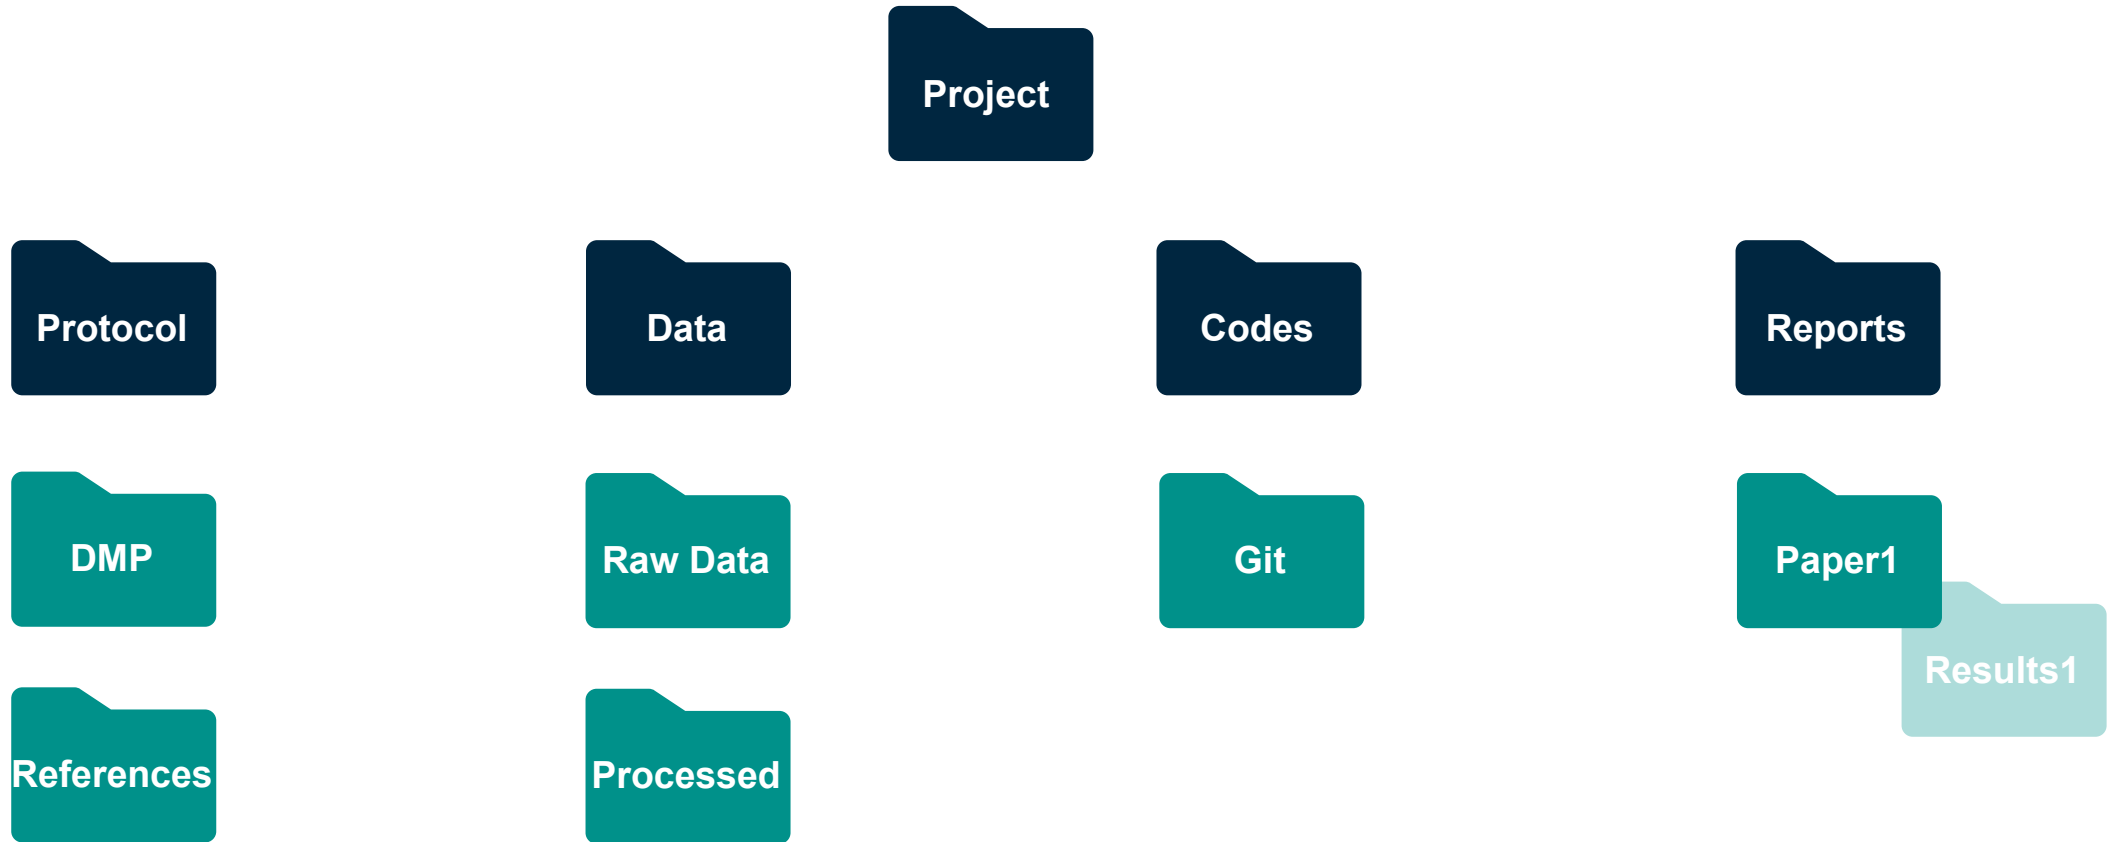 Project
Protocol
Data
Codes
Reports
DMP
Raw Data
Git
Paper1
Results1
References
Processed